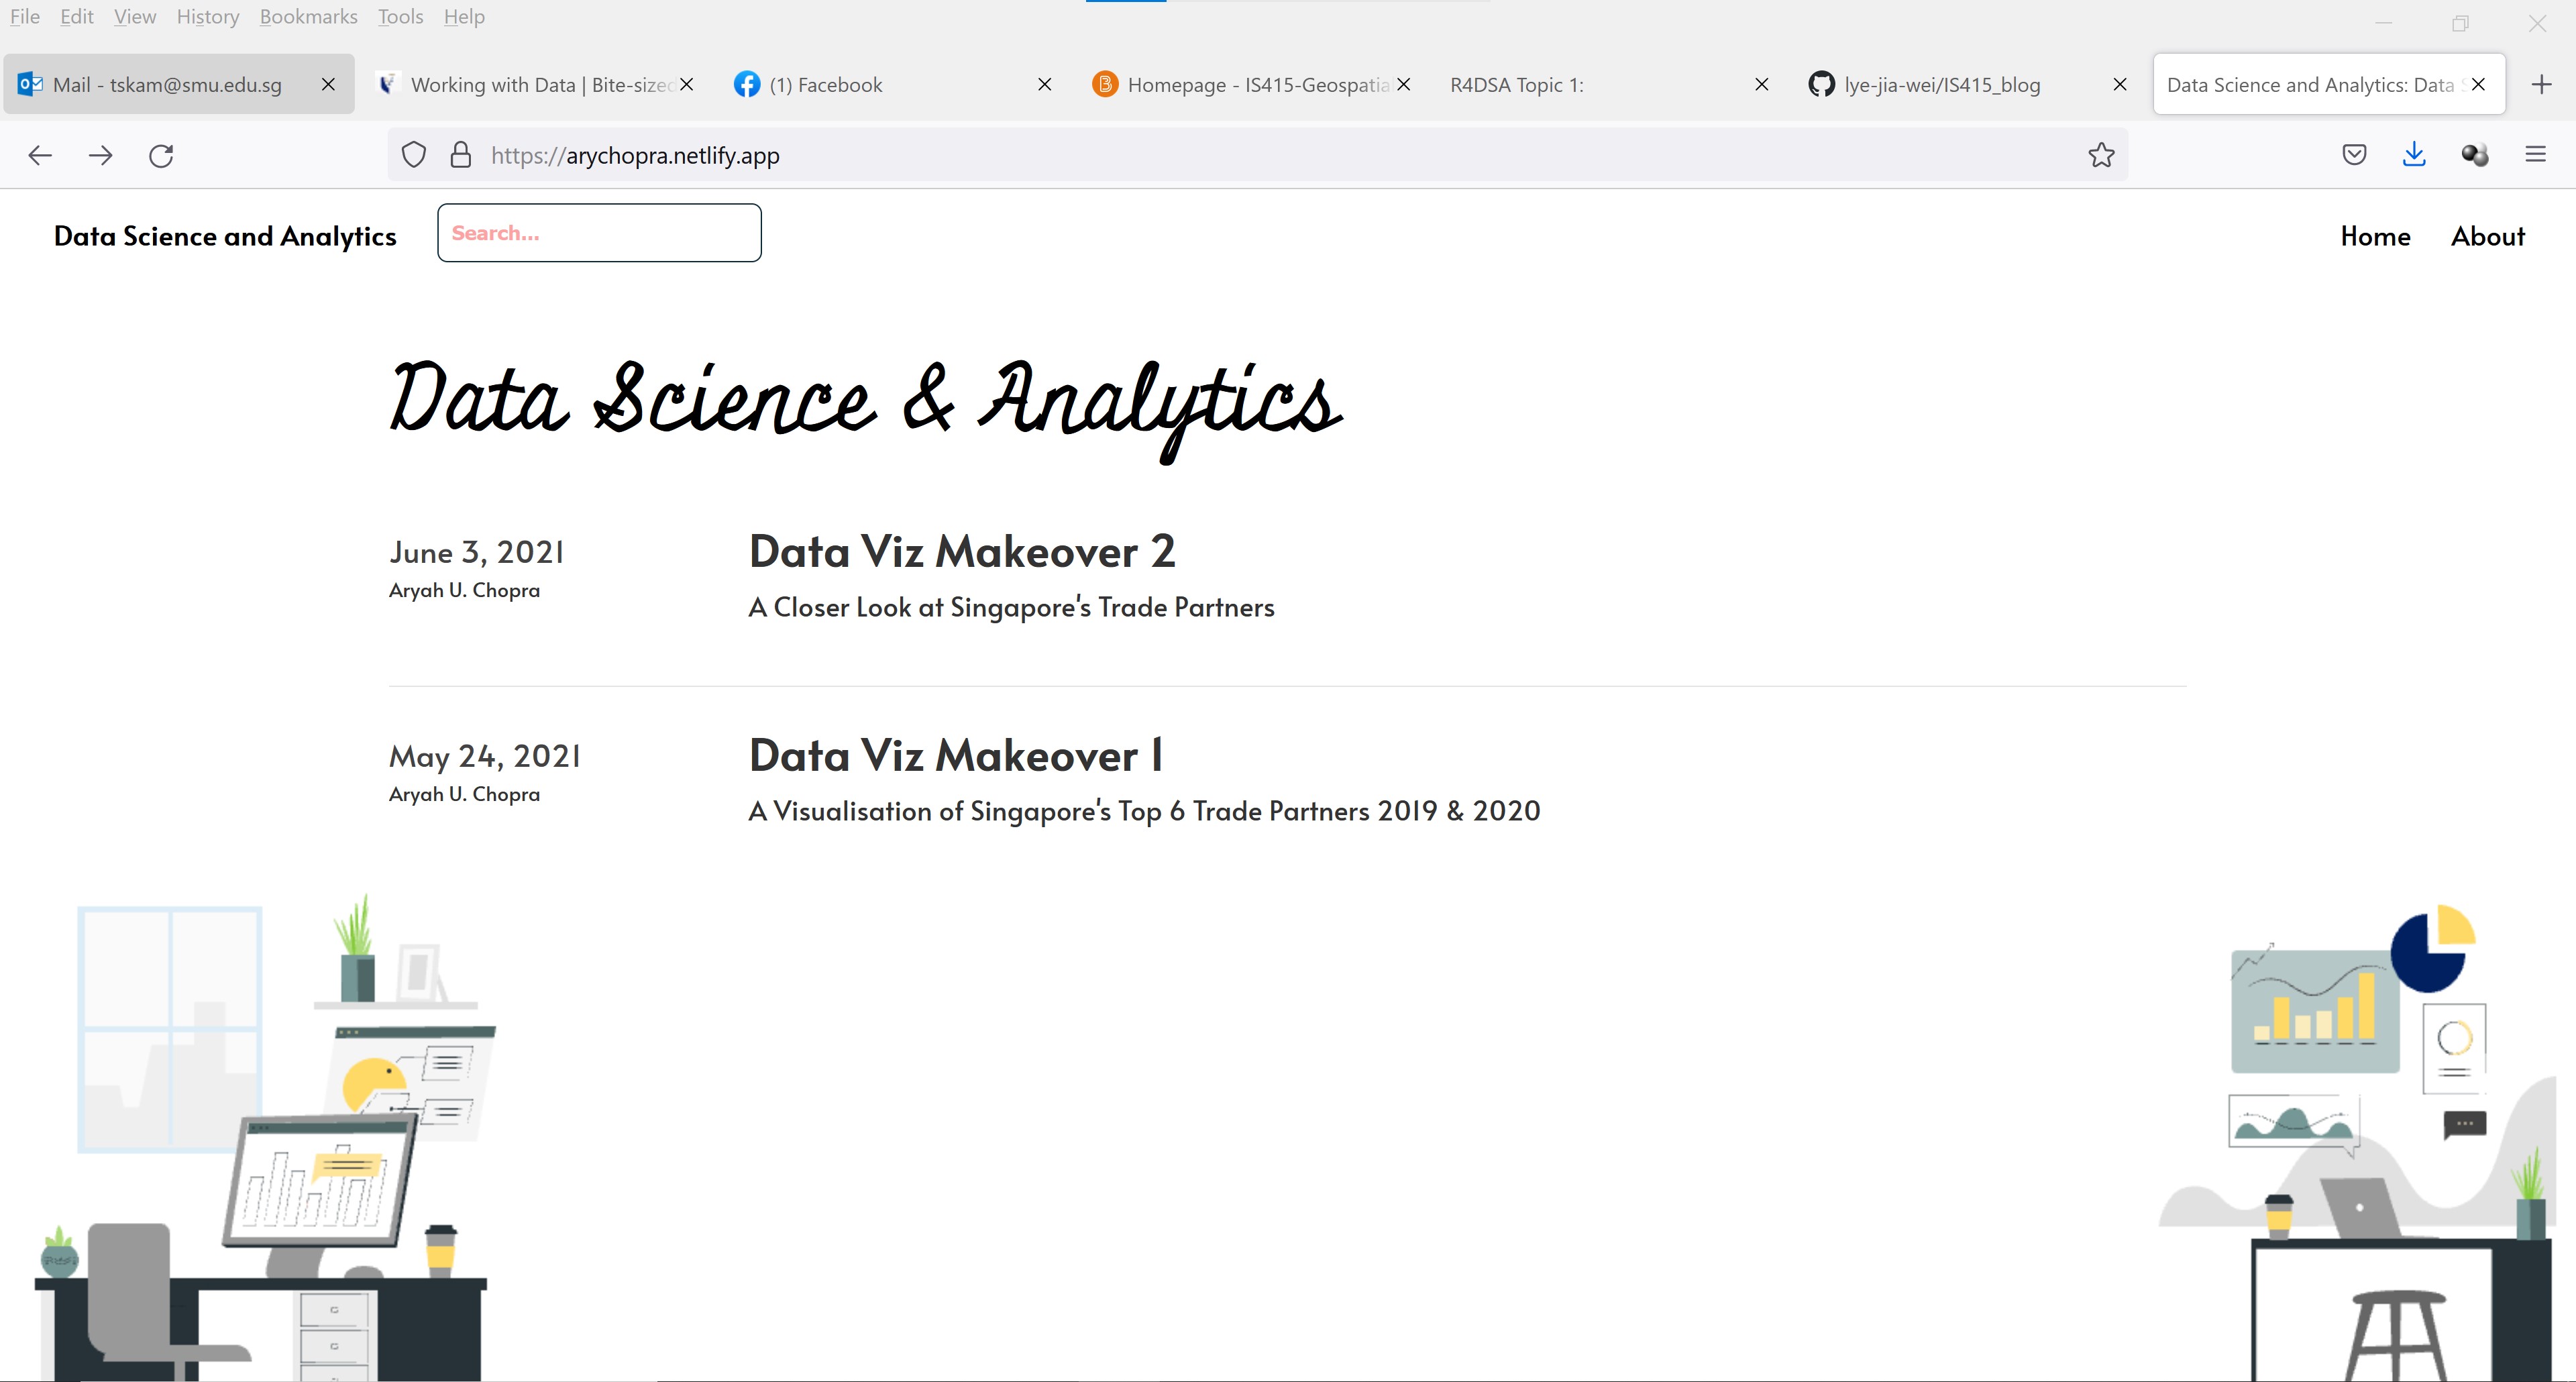 File Edit View History Bookmarks Tools Help
Mail - tskam@smu.edu.sg
Working with Data | Bite-sized
(1) Facebook
Homepage - IS415-Geospatia
R4DSA Topic 1:
lye-jia-wei/IS415_blog
Data Science and Analytics: Data S
https://arychopra.netlify.app
Data Science and Analytics
Search...
Home About
Data Science & Analytics
June 3, 2021
Aryah U. Chopra
Data Viz Makeover 2
A Closer Look at Singapore's Trade Partners
May 24, 2021
Aryah U. Chopra
Data Viz Makeover 1
A Visualisation of Singapore's Top 6 Trade Partners 2019 & 2020